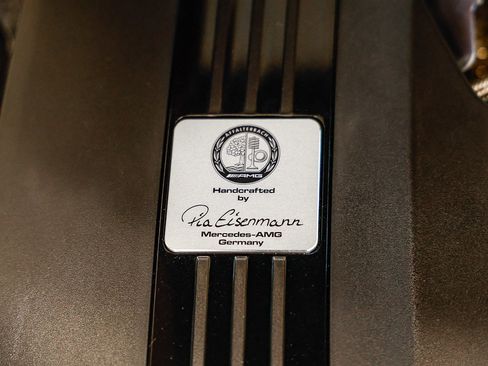 AFFALTERBACH
AMG
Handcrafted
by
Pia Eisenmann
Mercedes-AMG
Germany